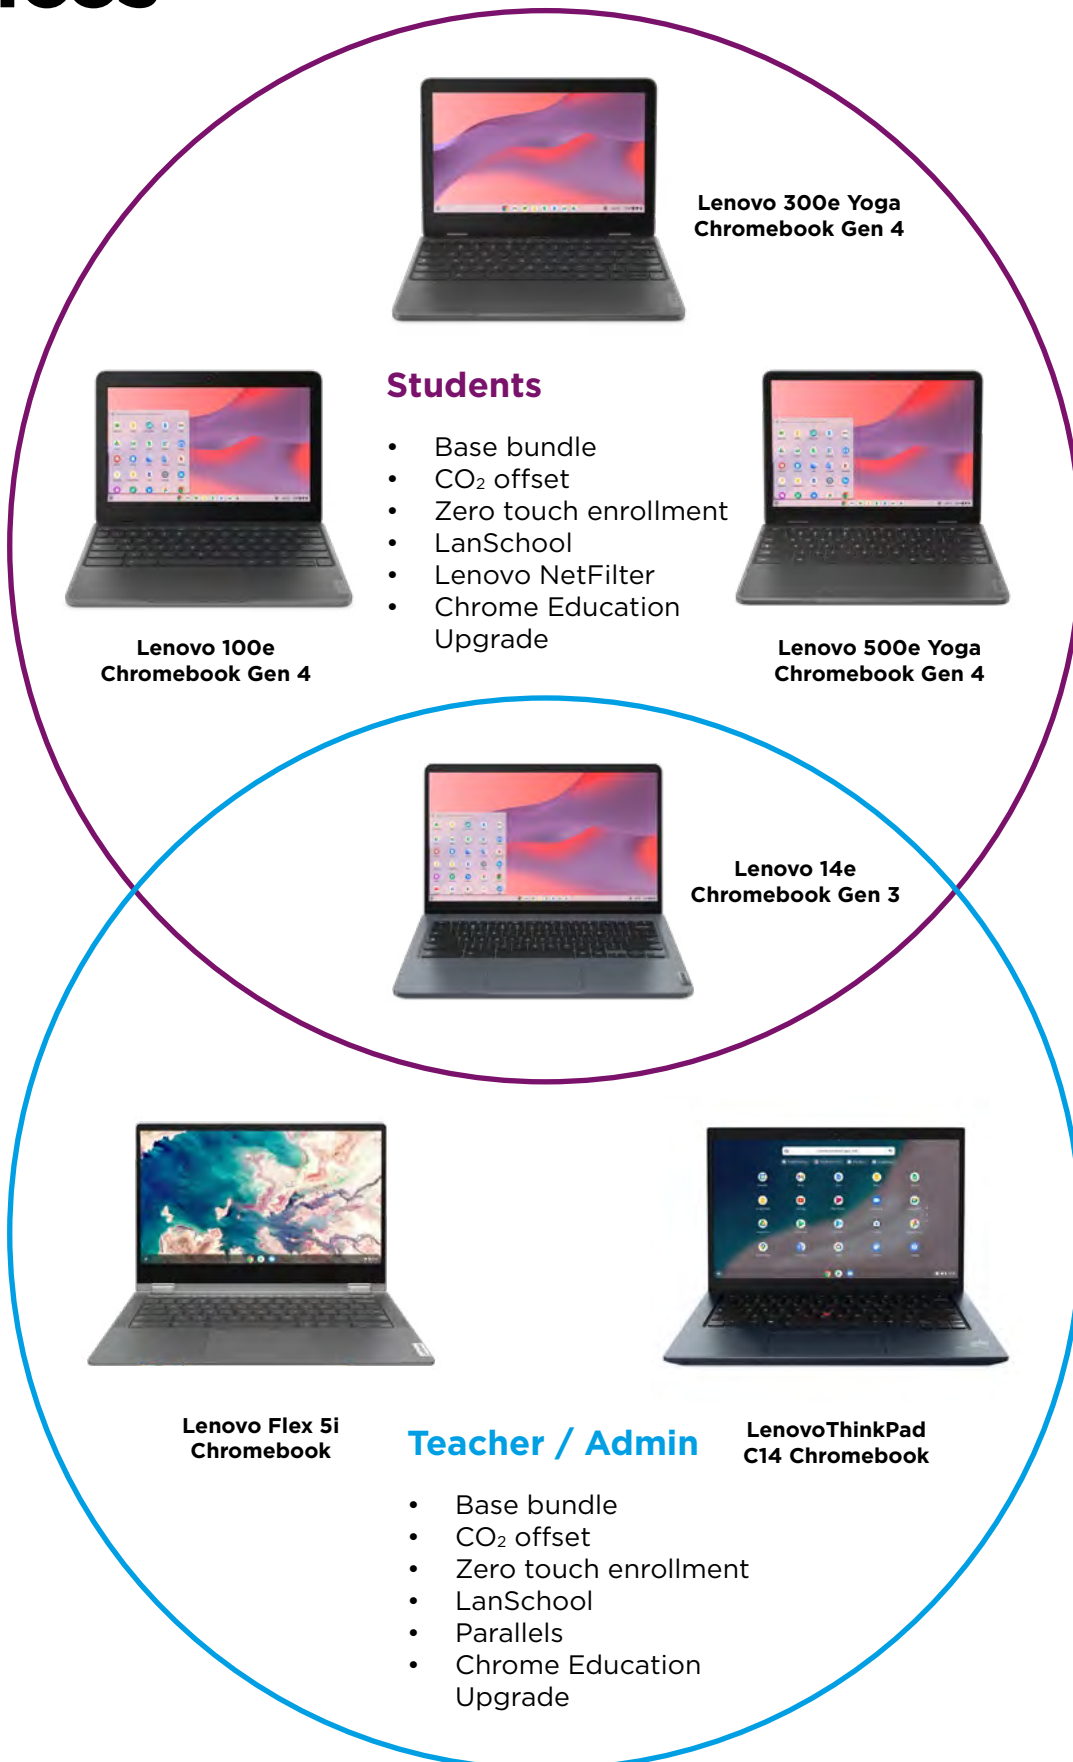 Lenovo 300e Yoga
Chromebook Gen 4
Students
• Base bundle
• CO₂ offset
• Zero touch enrollment
• LanSchool
• Lenovo NetFilter
• Chrome Education
Upgrade
Lenovo 100e
Chromebook Gen 4
Lenovo 500e Yoga
Chromebook Gen 4
Lenovo 14e
Chromebook Gen 3
Lenovo Flex 5i
Chromebook
LenovoThinkPad
C14 Chromebook
Teacher / Admin
• Base bundle
• CO₂ offset
• Zero touch enrollment
• LanSchool
• Parallels
• Chrome Education
Upgrade